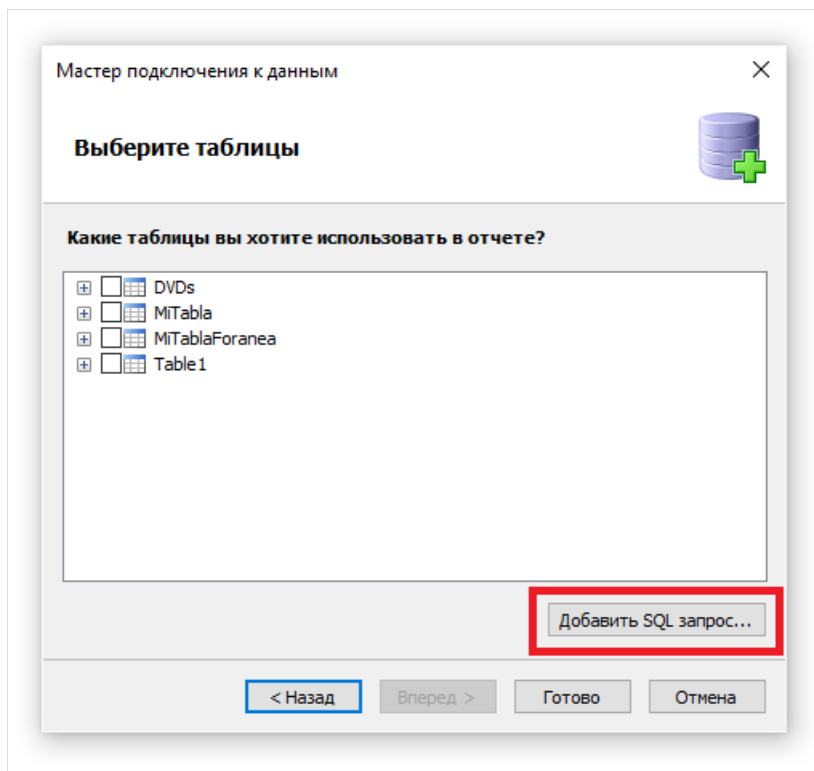 Мастер подключения к данным
Выберите таблицы
Какие таблицы вы хотите использовать в отчете?
DVDs
MiTabla
MiTablaForanea
Table1
Добавить SQL запрос...
< Назад
Вперед >
Готово
Отмена